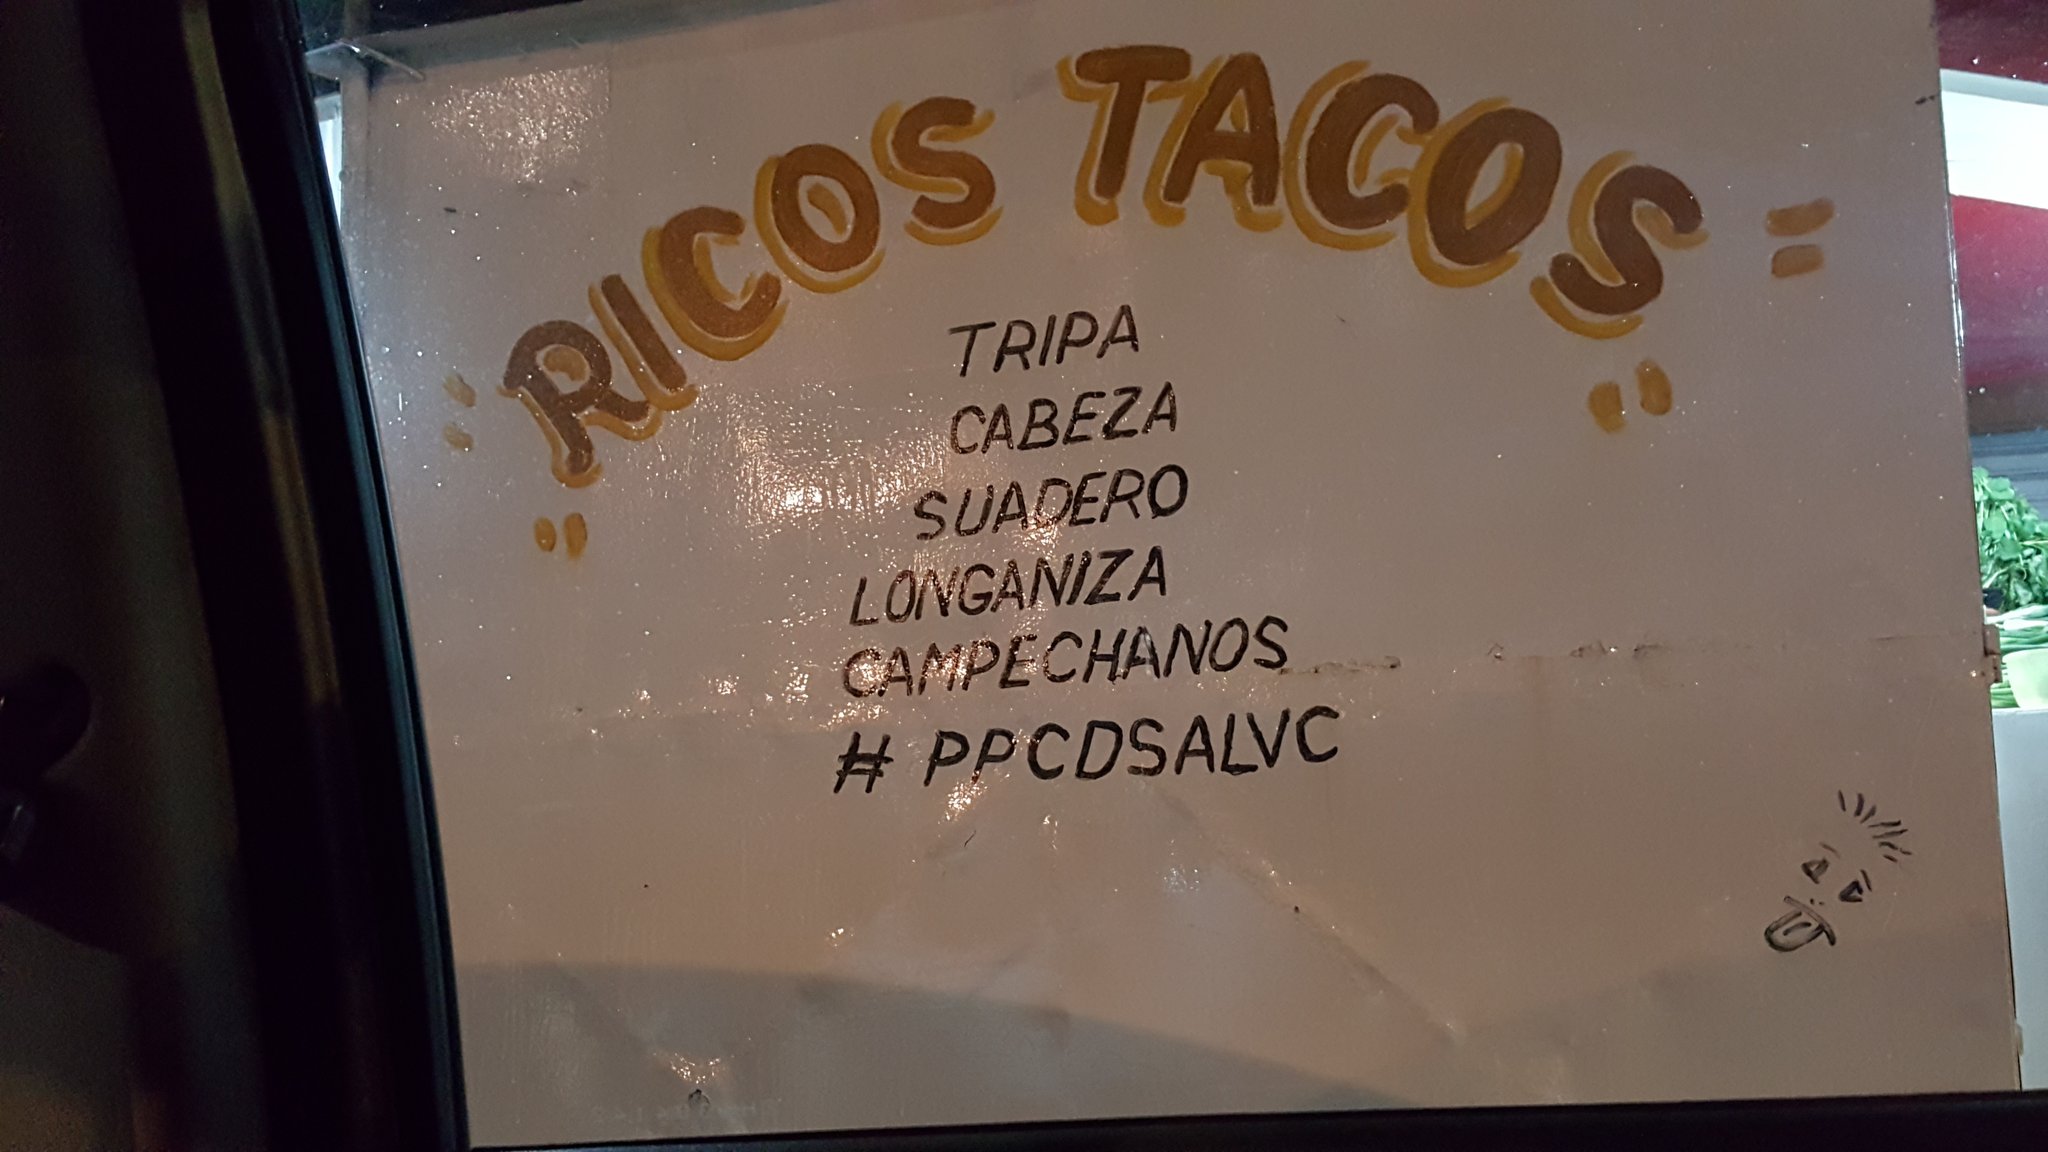 RICOS TACOS
TRIPA
CABEZA
SUADERO
LONGANIZA
CAMPECHANOS
# PPCDSALVC